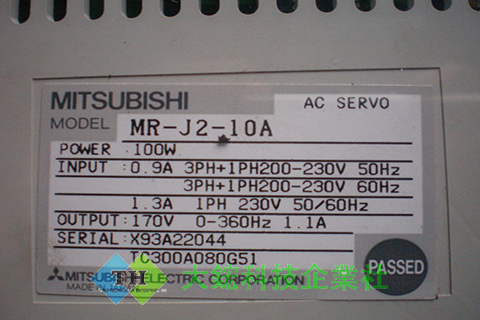 MITSUBISHI
AC SERVO
MODEL MR-J2-10A
POWER :100W
INPUT :0.9A 3PH+1PH200-230V 50Hz
3PH+1PH200-230V 60Hz
1.3A 1PH 230V 50/60Hz
OUTPUT:170V 0-360Hz 1.1A
SERIAL:X93A22044
TC300A080G51
PASSED
MITSUBISHI ELECTRIC CORPORATION
MADE IN
TH 科技企業社